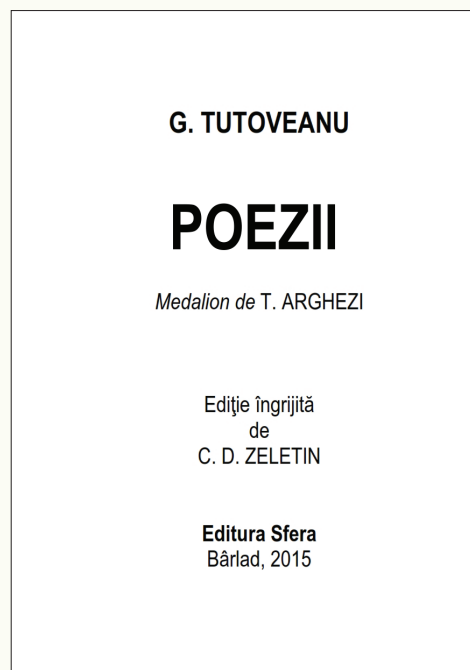 G. TUTOVEANU
POEZII
Medalion de T. ARGHEZI
Ediţie îngrijită
de
C. D. ZELETIN
Editura Sfera
Bârlad, 2015